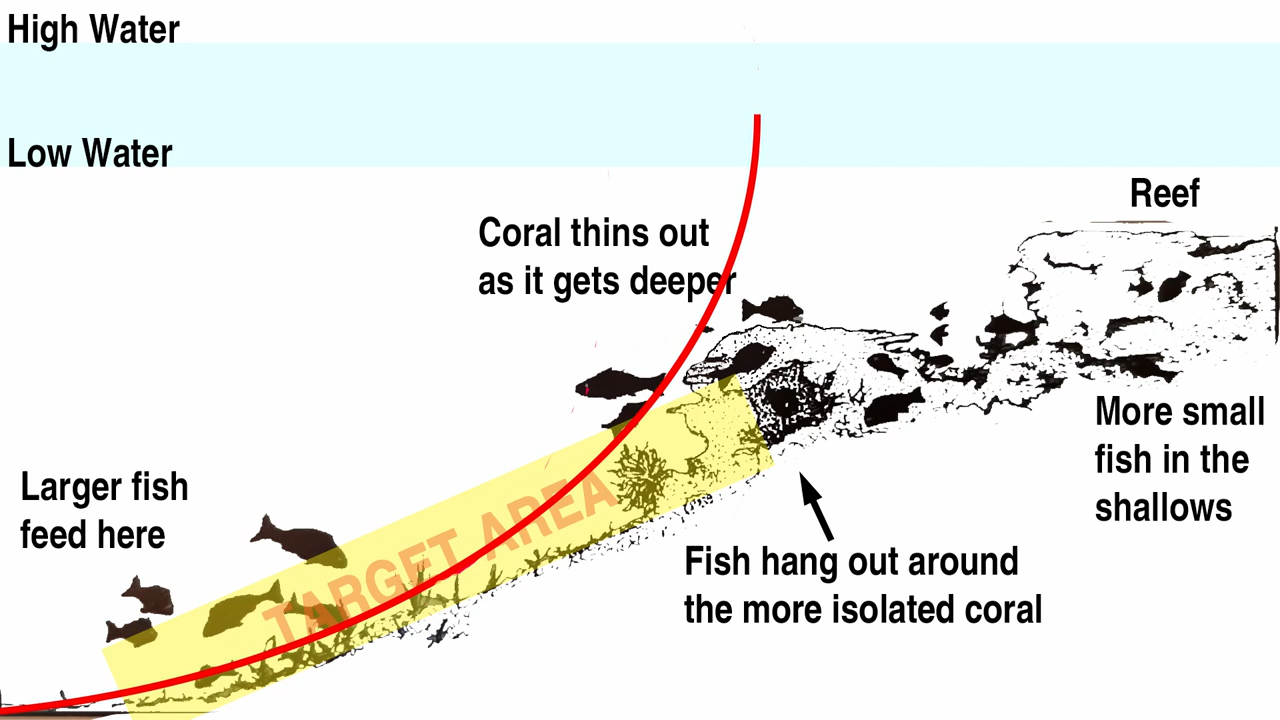 High Water
Low Water
Reef
Coral thins out
as it gets deeper
More small
fish in the
shallows
Larger fish
feed here
TARGET AREA
Fish hang out around
the more isolated coral